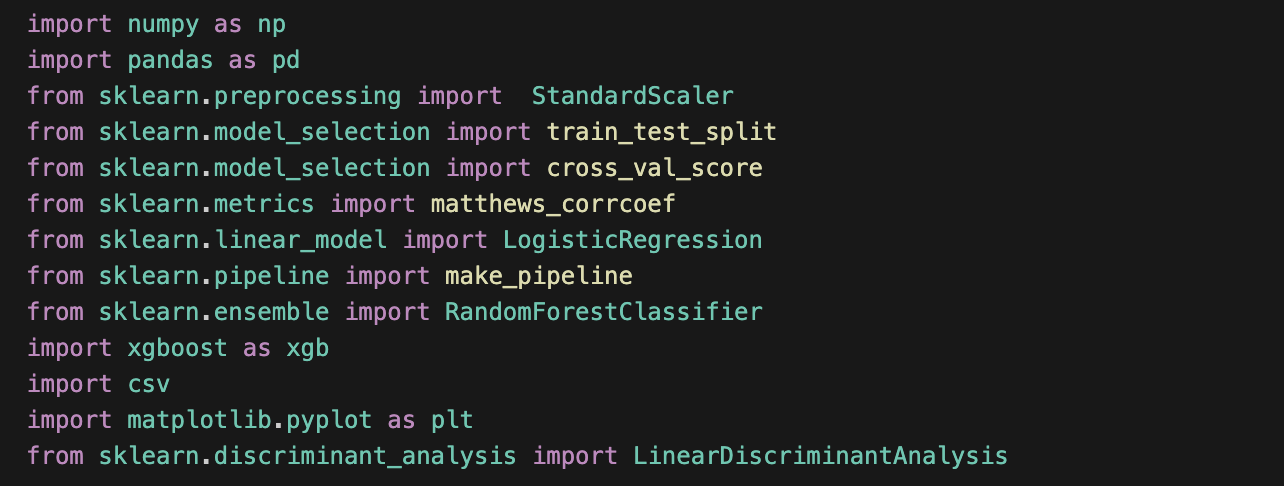 import numpy as np
import pandas as pd
from sklearn.preprocessing import  StandardScaler
from sklearn.model_selection import train_test_split
from sklearn.model_selection import cross_val_score
from sklearn.metrics import matthews_corrcoef
from sklearn.linear_model import LogisticRegression
from sklearn.pipeline import make_pipeline
from sklearn.ensemble import RandomForestClassifier
import xgboost as xgb
import csv
import matplotlib.pyplot as plt
from sklearn.discriminant_analysis import LinearDiscriminantAnalysis